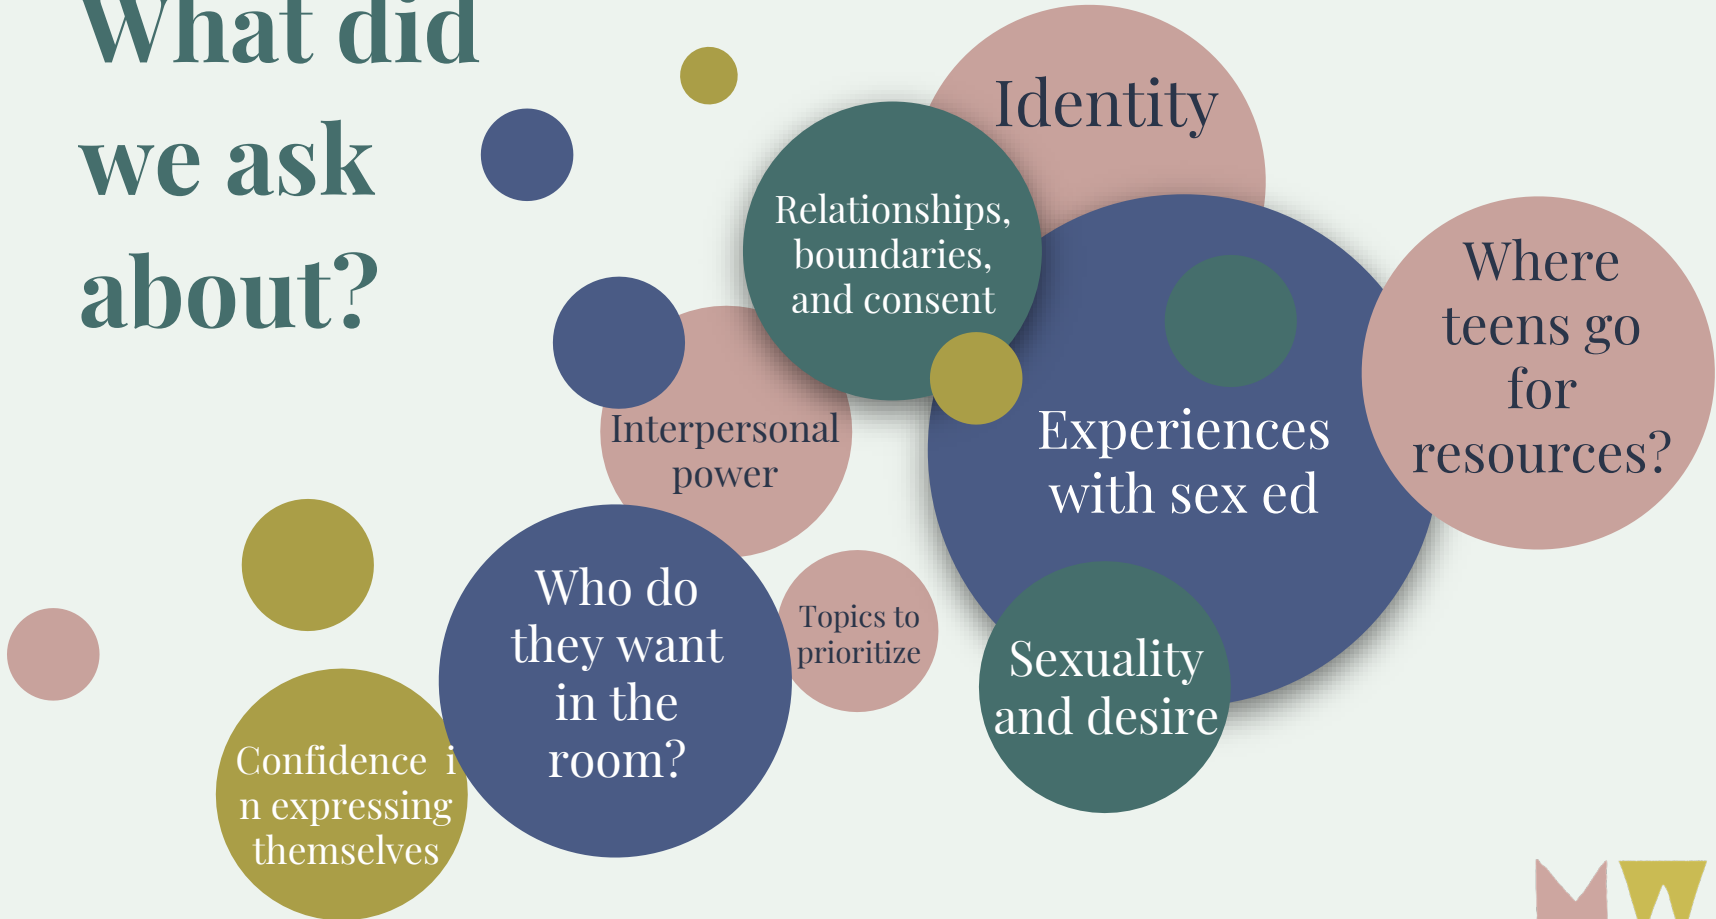 What did
we ask
about?
Identity
Relationships,
boundaries,
and consent
Where
teens go
for
resources?
Interpersonal
power
Experiences
with sex ed
Who do
they want
in the
room?
Topics to
prioritize
Sexuality
and desire
Confidence i
n expressing
themselves
MW